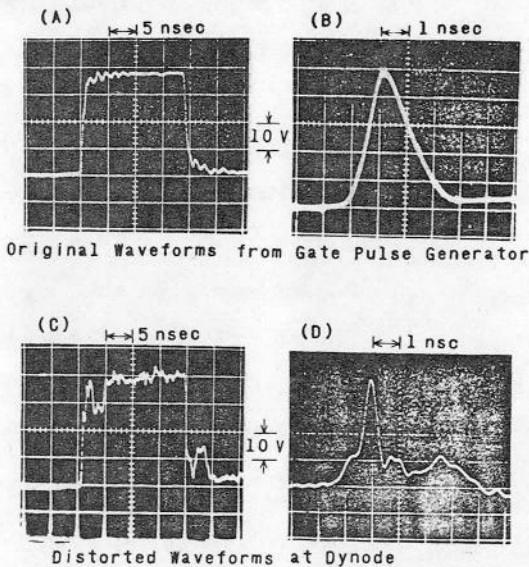 (A)
5 nsec
(B)
1 nsec
10 V
Original Waveforms from Gate Pulse Generator
(C)
5 nsec
(D)
1 nsc
10 V
Distorted Waveforms at Dynode